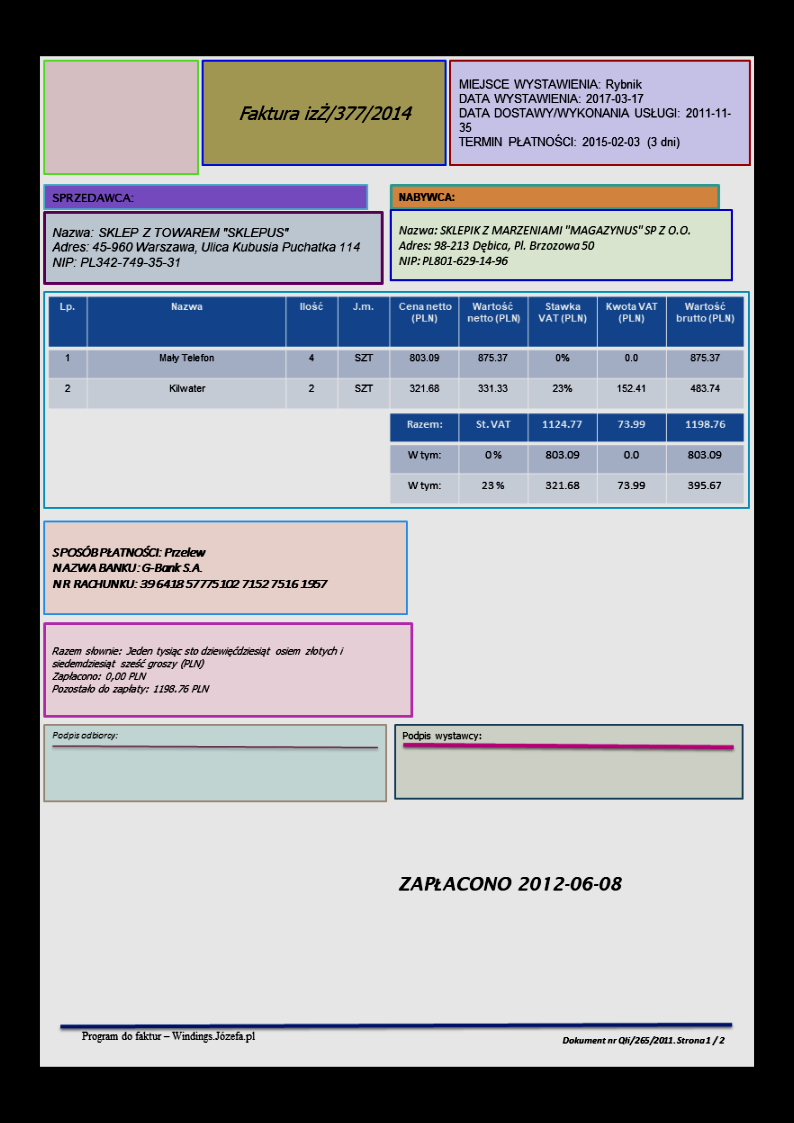 Faktura izŻ/377/2014
MIEJSCE WYSTAWIENIA: Rybnik
DATA WYSTAWIENIA: 2017-03-17
DATA DOSTAWY/WYKONANIA USŁUGI: 2011-11-
35
TERMIN PŁATNOŚCI: 2015-02-03 (3 dni)
SPRZEDAWCA:
Nazwa: SKLEP Z TOWAREM "SKLEPUS"
Adres: 45-960 Warszawa, Ulica Kubusia Puchatka 114
NIP: PL342-749-35-31
NABYWCA:
Nazwa: SKLEPIK Z MARZENIAMI "MAGAZYNUS" SP Z O.O.
Adres: 98-213 Dębica, Pl. Brzozowa 50
NIP: PL801-629-14-96
Lp. Nazwa Ilość J.m. Cena netto Wartość Stawka Kwota VAT Wartość
(PLN) netto (PLN) VAT (PLN) (PLN) brutto (PLN)
1 Mały Telefon 4 SZT 803.09 875.37 0% 0.0 875.37
2 Kilwater 2 SZT 321.68 331.33 23% 152.41 483.74
Razem: St. VAT 1124.77 73.99 1198.76
W tym: 0% 803.09 0.0 803.09
W tym: 23% 321.68 73.99 395.67
SPOSÓB PŁATNOŚCI: Przelew
NAZWA BANKU: G-Bank S.A.
NR RACHUNKU: 39 6418 5777 5102 7152 7516 1957
Razem słownie: Jeden tysiąc sto dziewięćdziesiąt osiem złotych i
siedemdziesiąt sześć groszy (PLN)
Zapłacono: 0,00 PLN
Pozostało do zapłaty: 1198.76 PLN
Podpis odbiorcy:
Podpis wystawcy:
ZAPŁACONO 2012-06-08
Program do faktur – Windings.Józefa.pl
Dokument nr Qłi/265/2011. Strona 1 / 2